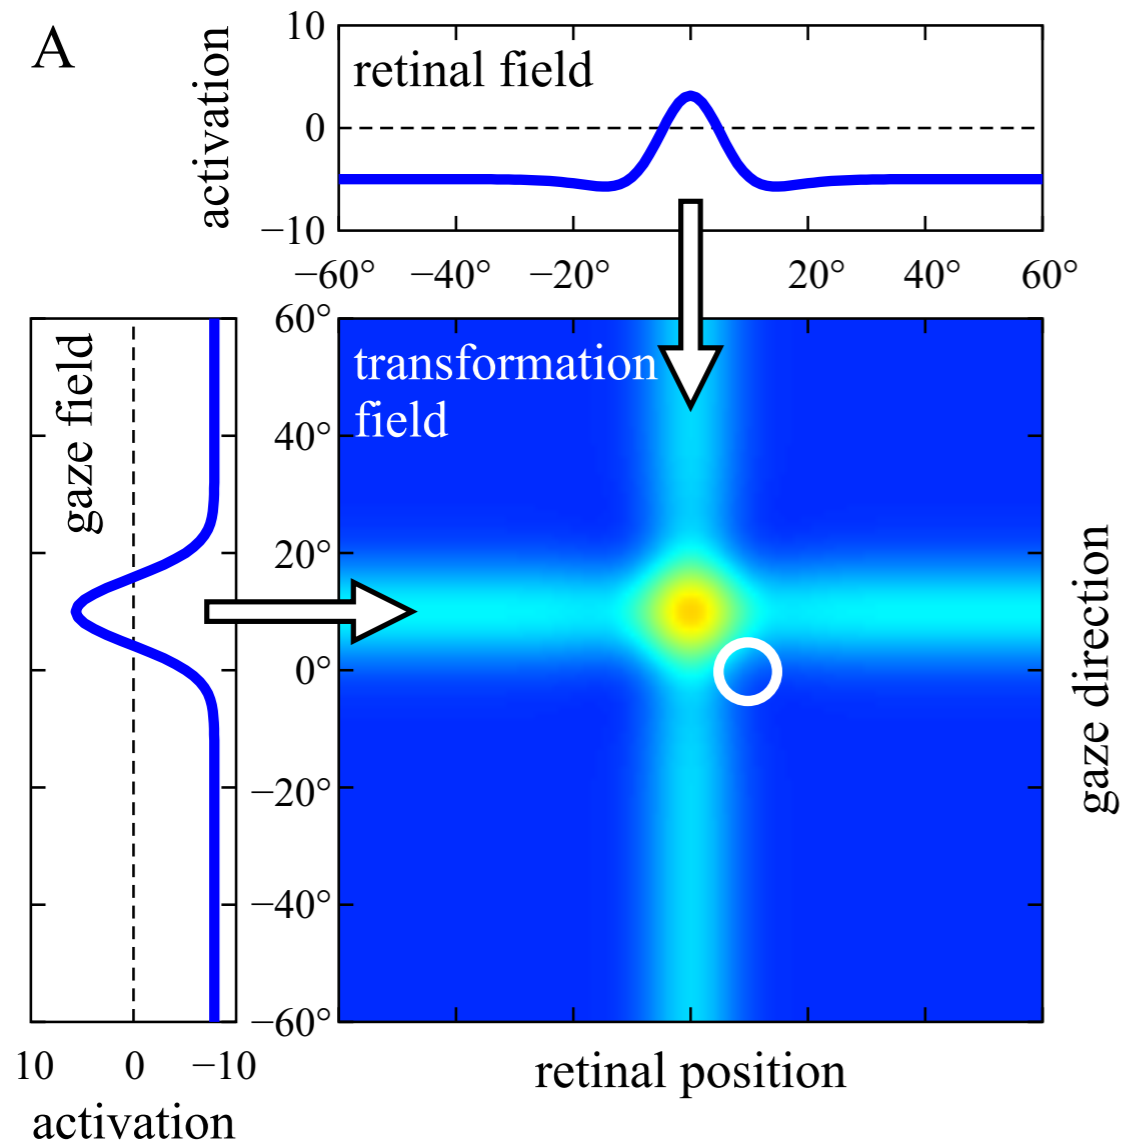 A
activation
retinal field
10
0
−10
−60°
−40°
−20°
20°
40°
60°
gaze field
10
0
−10
activation
transformation
field
60°
40°
20°
0°
−20°
−40°
−60°
gaze direction
retinal position